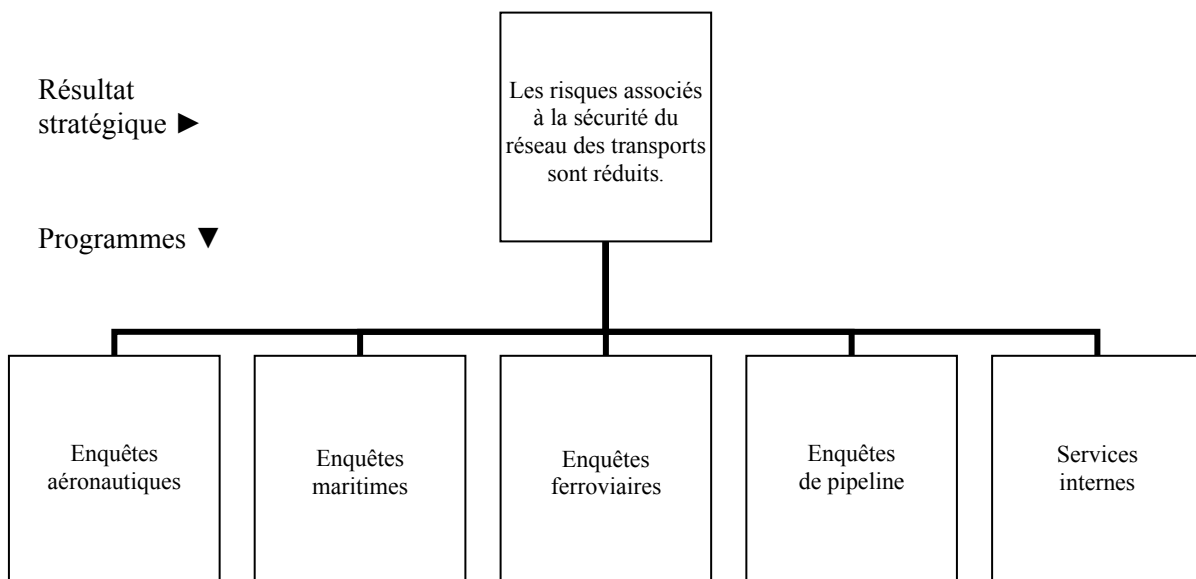 Résultat
stratégique ►
Les risques associés
à la sécurité du
réseau des transports
sont réduits.
Programmes ▼
Enquêtes
aéronautiques
Enquêtes
maritimes
Enquêtes
ferroviaires
Enquêtes
de pipeline
Services
internes